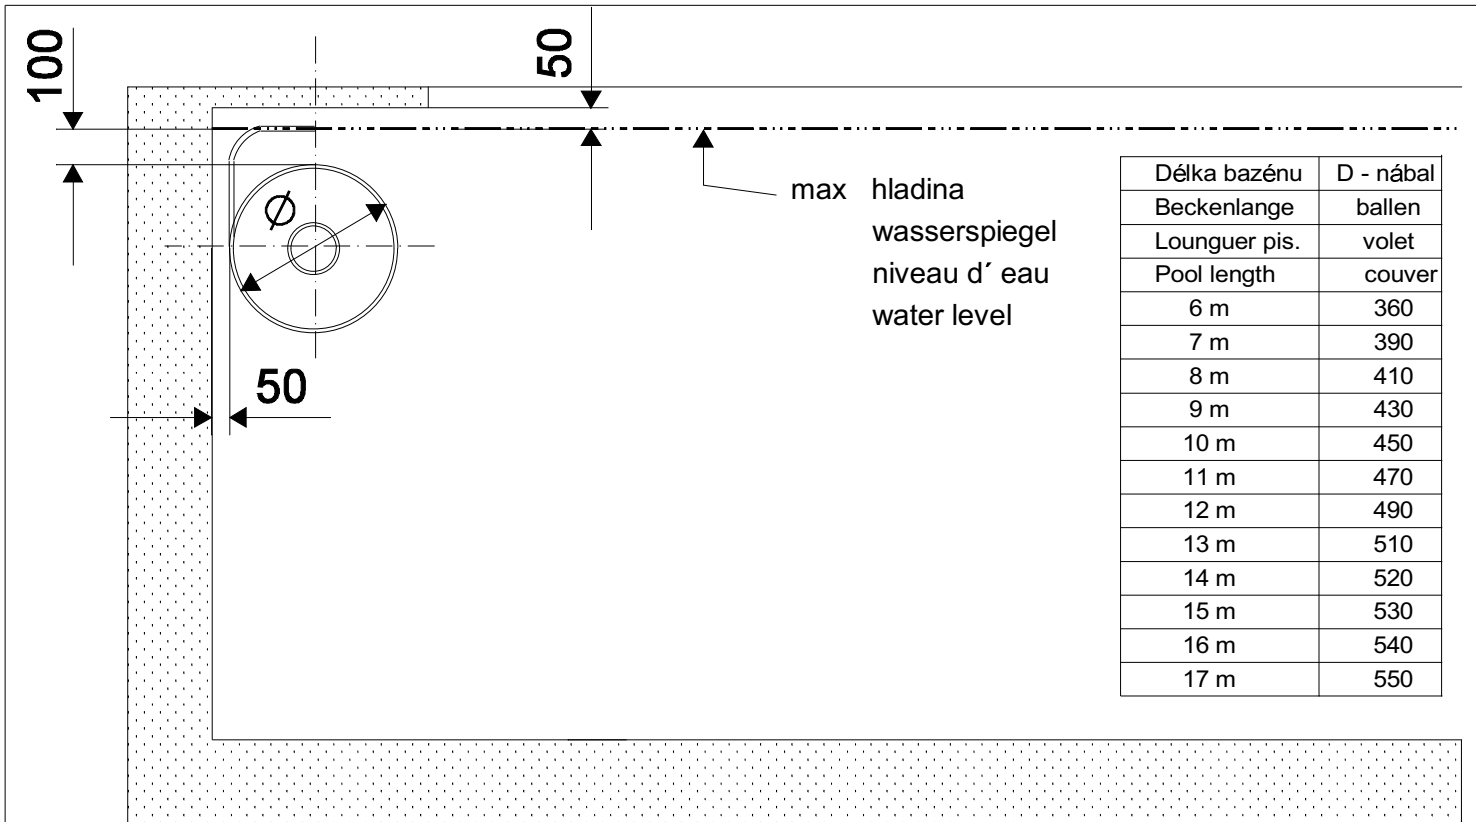 100
50
Ø
50
max hladina
wasserspiegel
niveau d´ eau
water level
Délka bazénu D - nábal
Beckenlange ballen
Lounguer pis. volet
Pool length couver
6 m 360
7 m 390
8 m 410
9 m 430
10 m 450
11 m 470
12 m 490
13 m 510
14 m 520
15 m 530
16 m 540
17 m 550